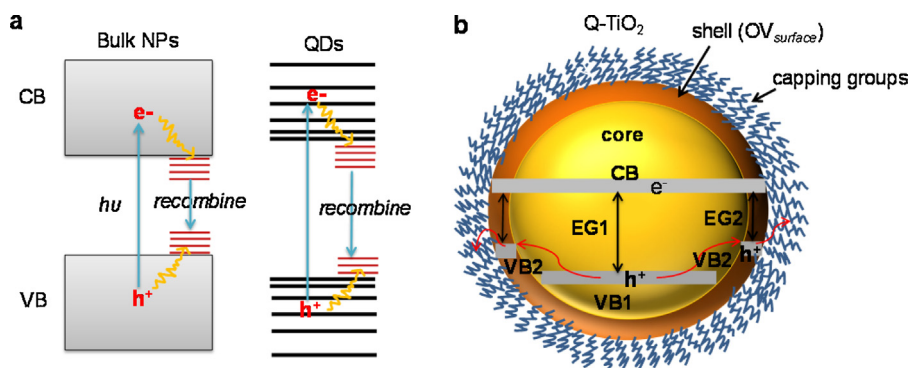 a
Bulk NPs
QDs
CB
e-
e-
hυ
recombine
recombine
VB
h⁺
h⁺
b
Q-TiO₂
shell (OVsurface)
capping groups
core
CB
e⁻
EG1
EG2
VB2
VB2
h⁺
h⁺
VB1